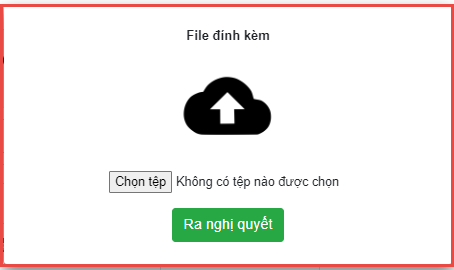 File đính kèm
Chọn tệp Không có tệp nào được chọn
Ra nghị quyết